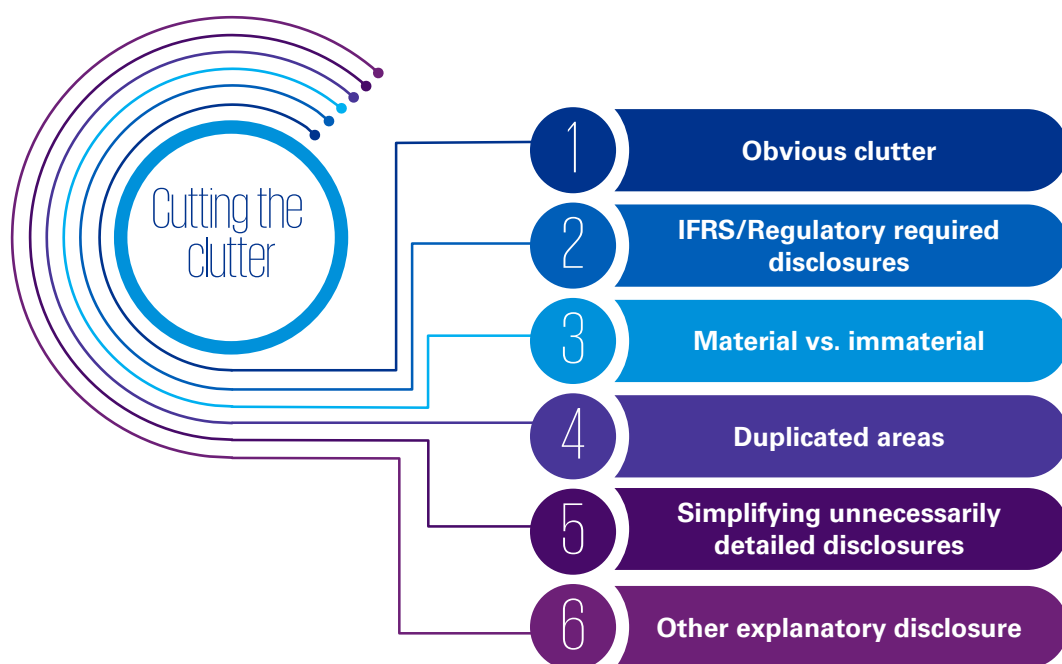 Cutting the
clutter
1
Obvious clutter
2
IFRS/Regulatory required
disclosures
3
Material vs. immaterial
4
Duplicated areas
5
Simplifying unnecessarily
detailed disclosures
6
Other explanatory disclosure